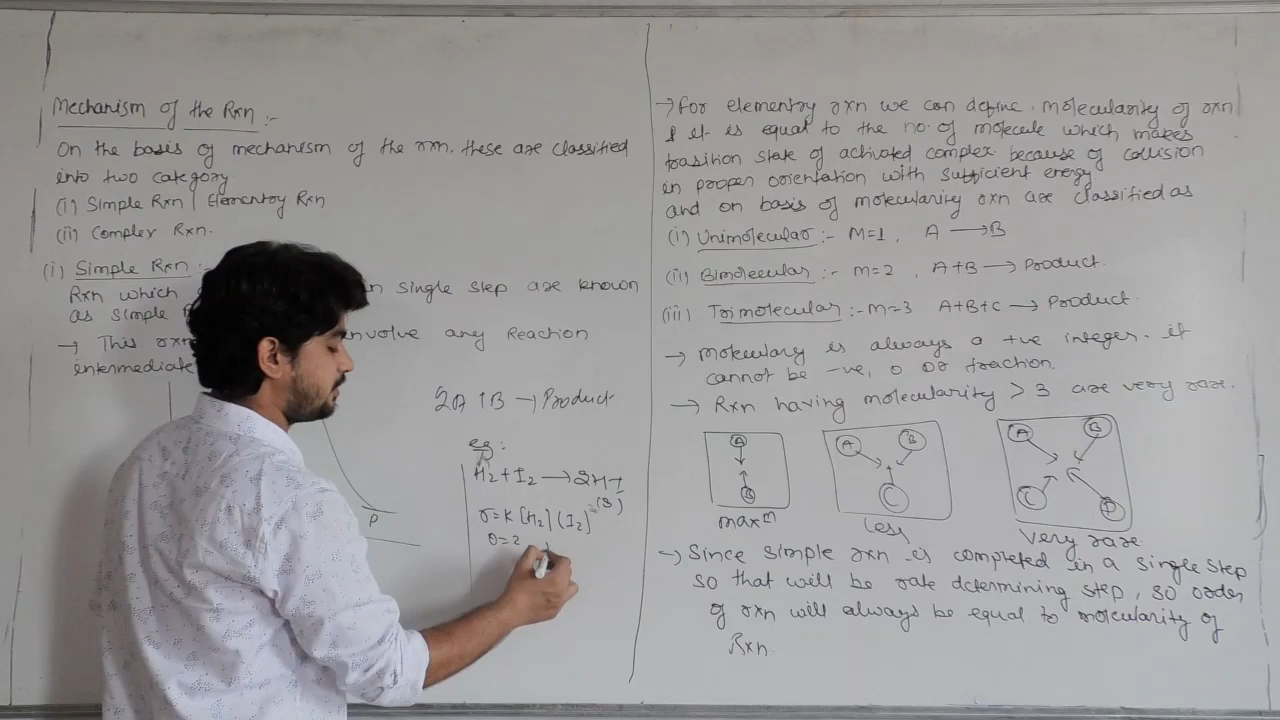 Mechanism of the Rxn :-
On the basis of mechanism of the rxn. these are classified
into two category
(i) Simple Rxn | Elementry Rxn
(ii) Complex Rxn.
(i) Simple Rxn :-
Rxn which in single step are known
as simple
→ This rxn involve any Reaction
intermediate
2A+B → Product
eg:
H2+I2 → 2HI
(g)
r=K[H2][I2]
O=2
P
→ For elementry rxn we can define molecularity of rxn
& it is equal to the no. of molecule which makes
trasition state of activated complex because of collision
in proper orientation with sufficient energy.
and on basis of molecularity rxn are classified as
(i) Unimolecular :- M=1, A → B
(ii) Bimolecular :- M=2, A+B → Product.
(iii) Trimolecular :- M=3 A+B+C → Product.
→ Molecularity is always a +ve integer. it
cannot be -ve, 0 or fraction.
→ Rxn having molecularity > 3 are very rare.
A B A B C A B C D
maxm less very rare
→ Since simple rxn is completed in a single step
so that will be rate determining step, so order
of rxn will always be equal to molecularity of
Rxn.